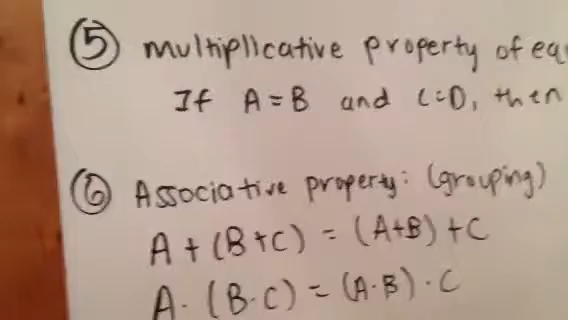 ⑤ multiplicative property of eq
If A = B and C=D, then
⑥ Associative property: (grouping)
A + (B+C) = (A+B) + C
A · (B·C) = (A·B) · C